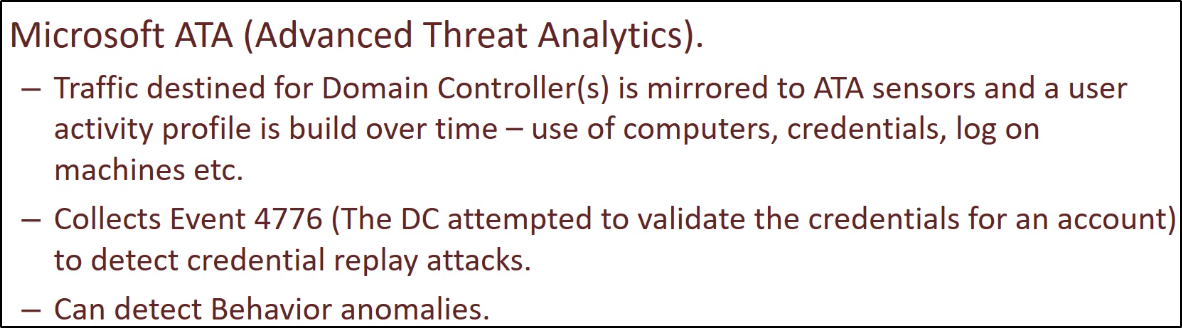 Microsoft ATA (Advanced Threat Analytics).
– Traffic destined for Domain Controller(s) is mirrored to ATA sensors and a user
activity profile is build over time – use of computers, credentials, log on
machines etc.
– Collects Event 4776 (The DC attempted to validate the credentials for an account)
to detect credential replay attacks.
– Can detect Behavior anomalies.